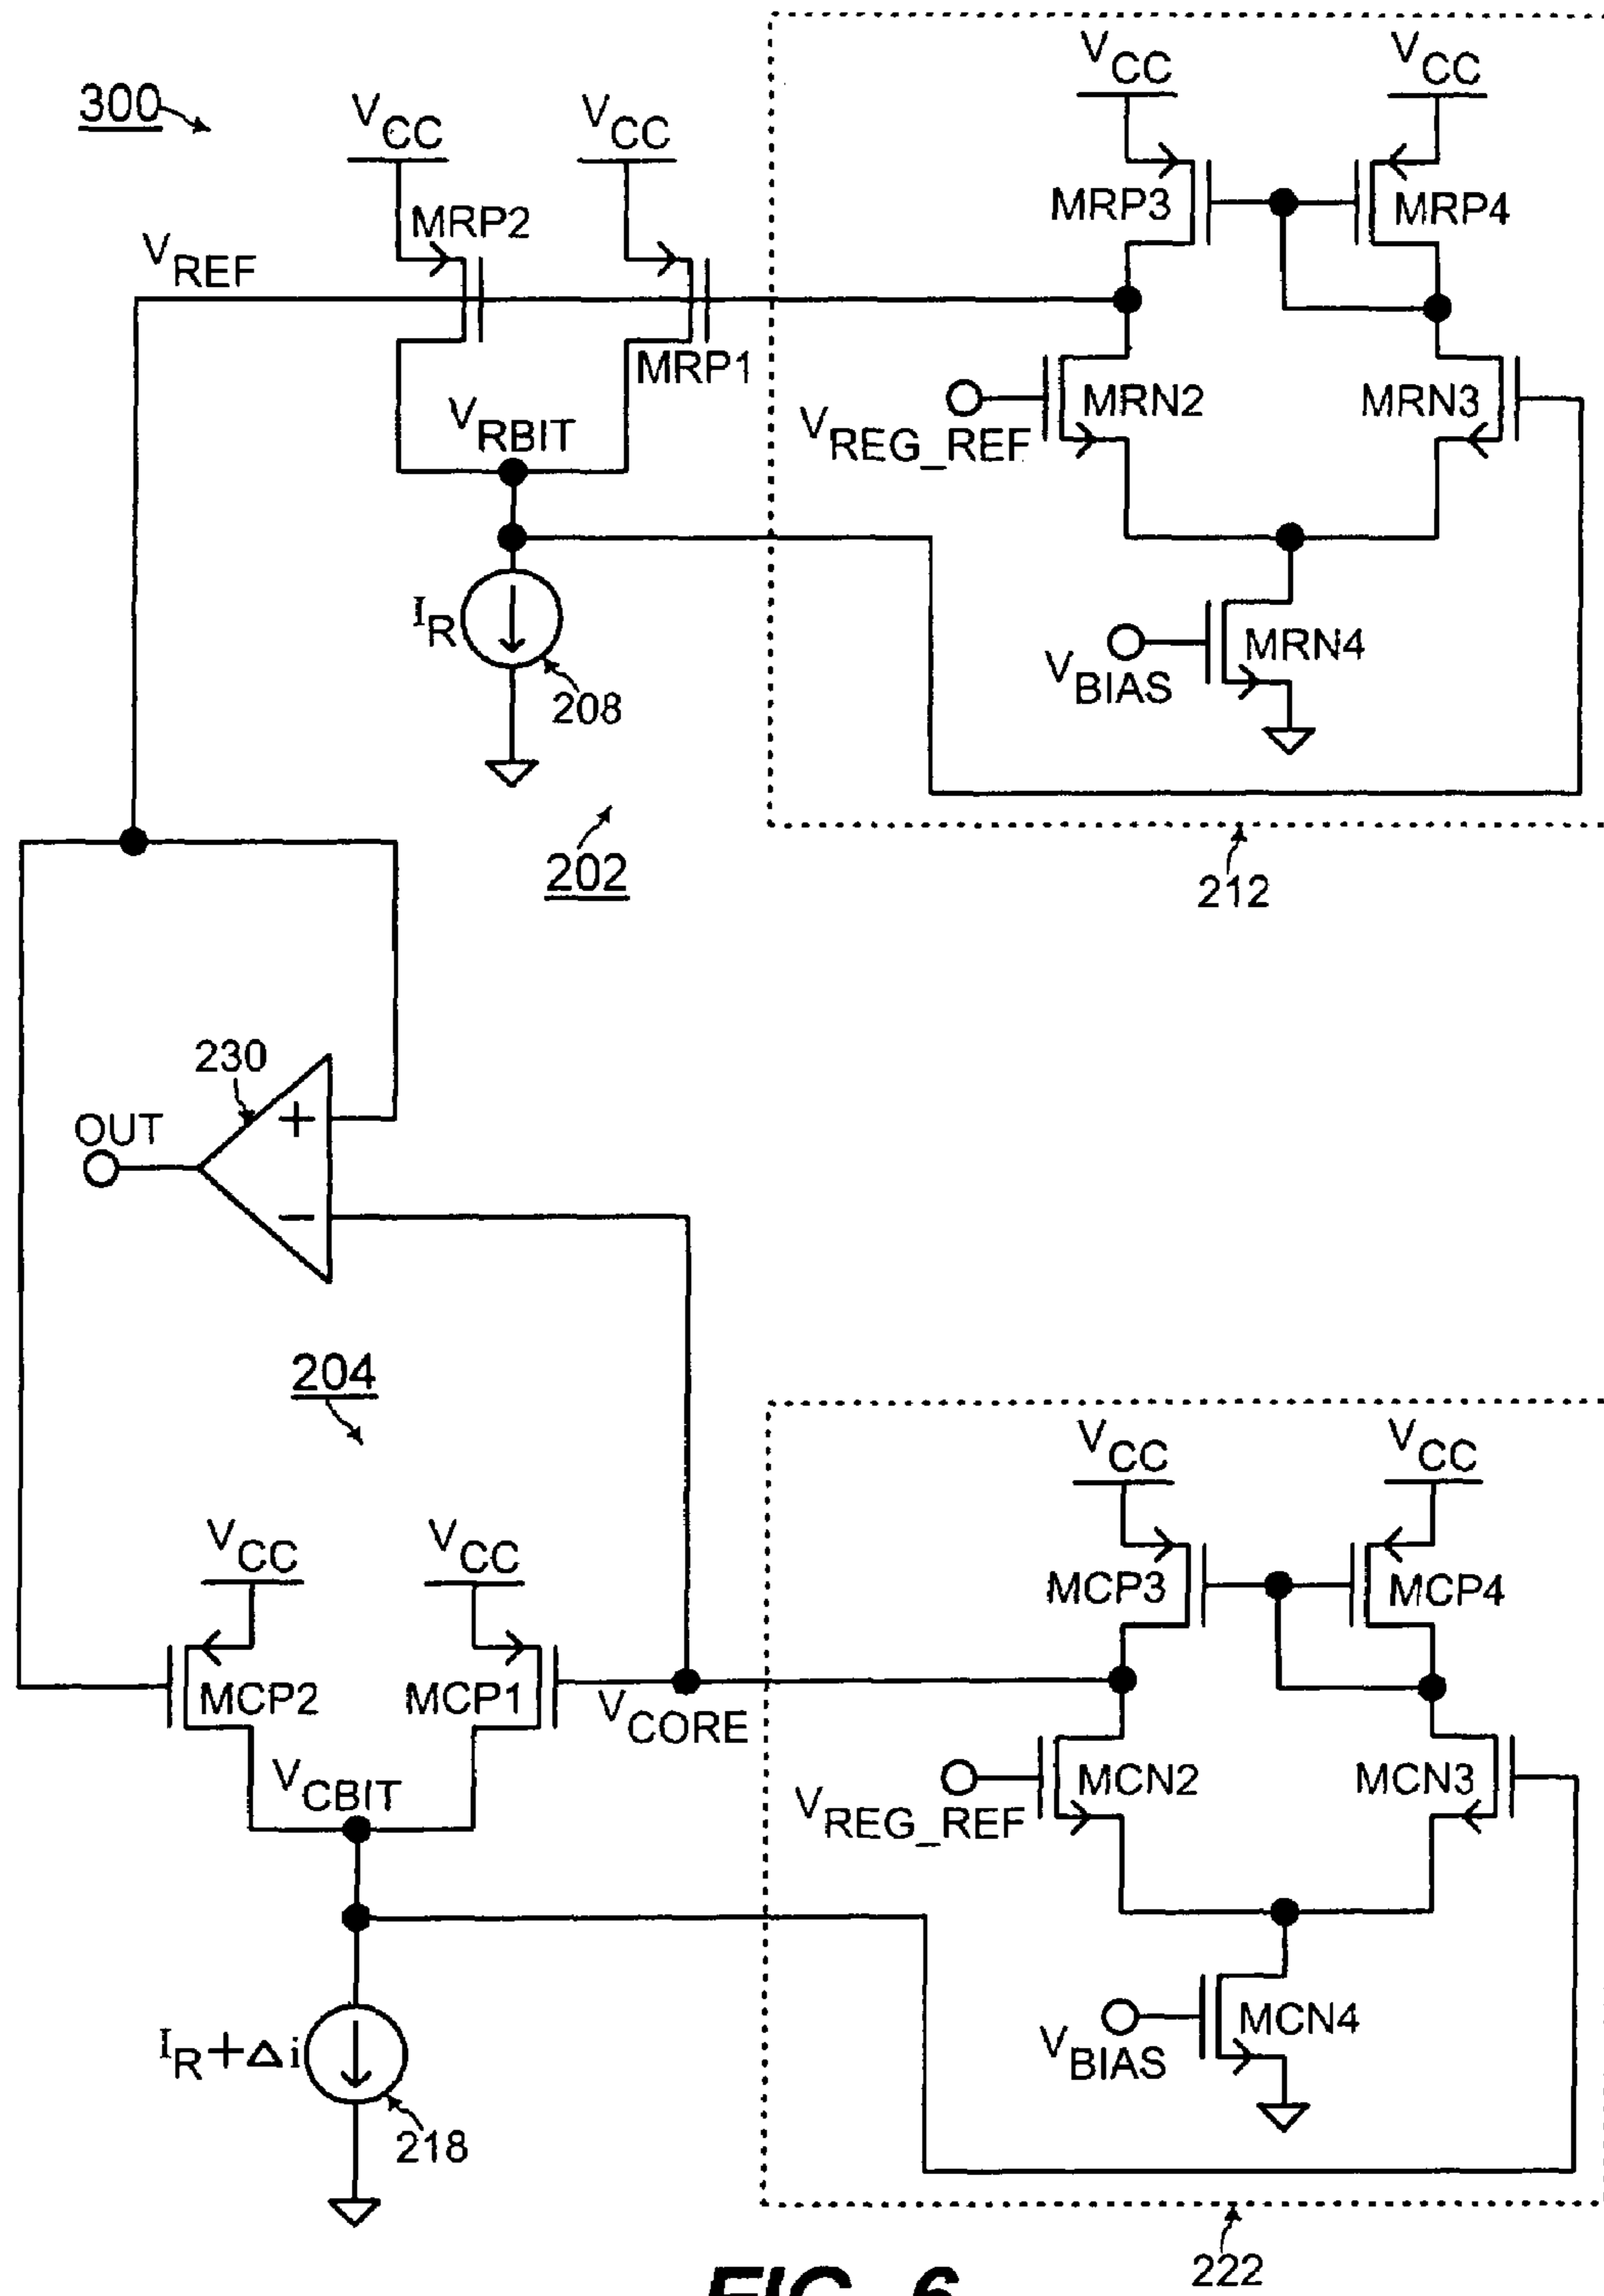 300
VCC
VCC
VCC
VCC
MRP2
MRP3
MRP4
VREF
MRP1
VRBIT
MRN2
MRN3
VREG_REF
IR
208
MRN4
VBIAS
202
212
230
+
OUT
−
204
VCC
VCC
VCC
VCC
MCP3
MCP4
MCP2
MCP1
VCORE
VCBIT
MCN2
MCN3
VREG_REF
IR+Δi
218
MCN4
VBIAS
222
FIG. 6